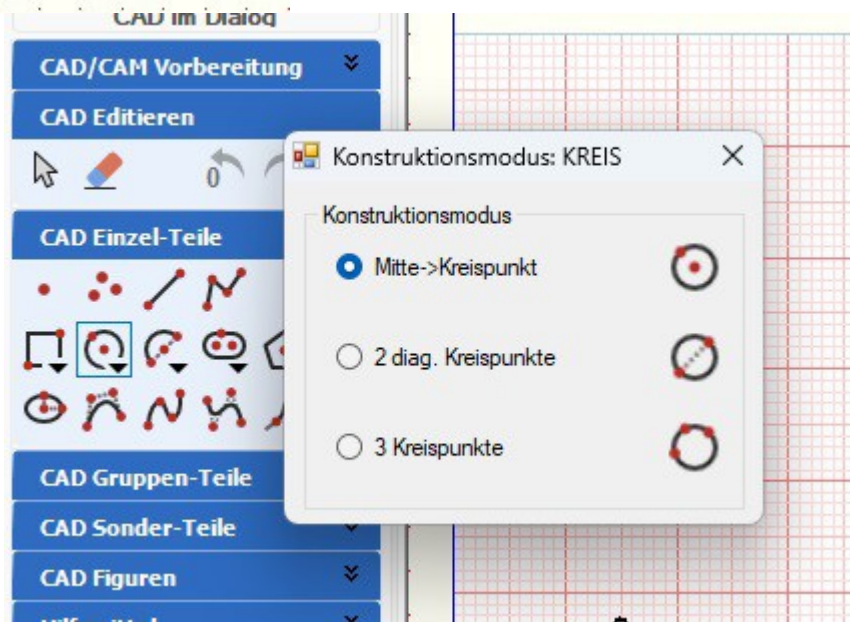 CAD im Dialog
CAD/CAM Vorbereitung
CAD Editieren
0
CAD Einzel-Teile
Konstruktionsmodus: KREIS
Konstruktionsmodus
Mitte->Kreispunkt
2 diag. Kreispunkte
3 Kreispunkte
CAD Gruppen-Teile
CAD Sonder-Teile
CAD Figuren